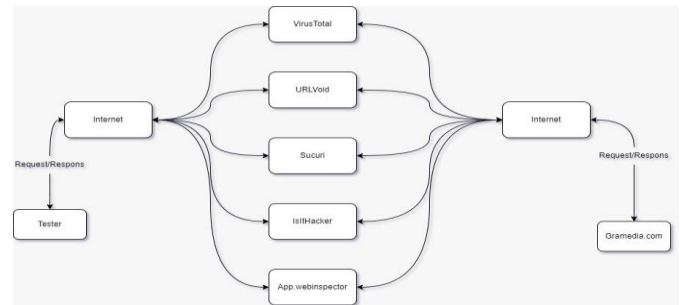 VirusTotal
URLVoid
Internet
Internet
Sucuri
Request/Respons
Request/Respons
IsItHacker
Tester
Gramedia.com
App.webinspector